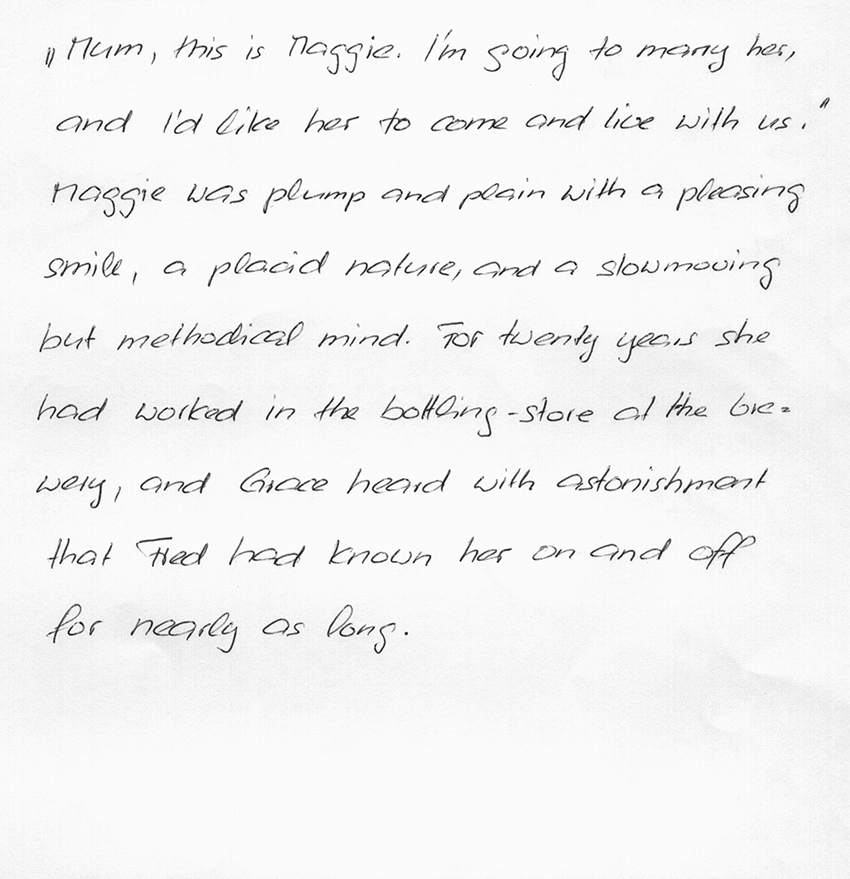 „Mum, this is Maggie. I'm going to marry her,
and I'd like her to come and live with us."
Maggie was plump and plain with a pleasing
smile, a placid nature, and a slowmoving
but methodical mind. For twenty years she
had worked in the bottling-store at the bre=
wery, and Grace heard with astonishment
that Fred had known her on and off
for nearly as long.